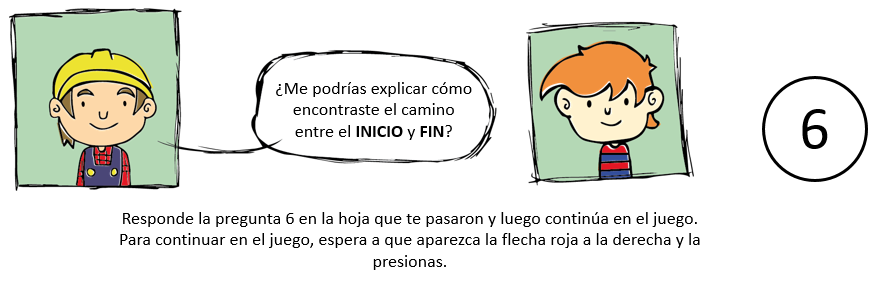 ¿Me podrías explicar cómo
encontraste el camino
entre el INICIO y FIN?
6
Responde la pregunta 6 en la hoja que te pasaron y luego continúa en el juego.
Para continuar en el juego, espera a que aparezca la flecha roja a la derecha y la
presionas.